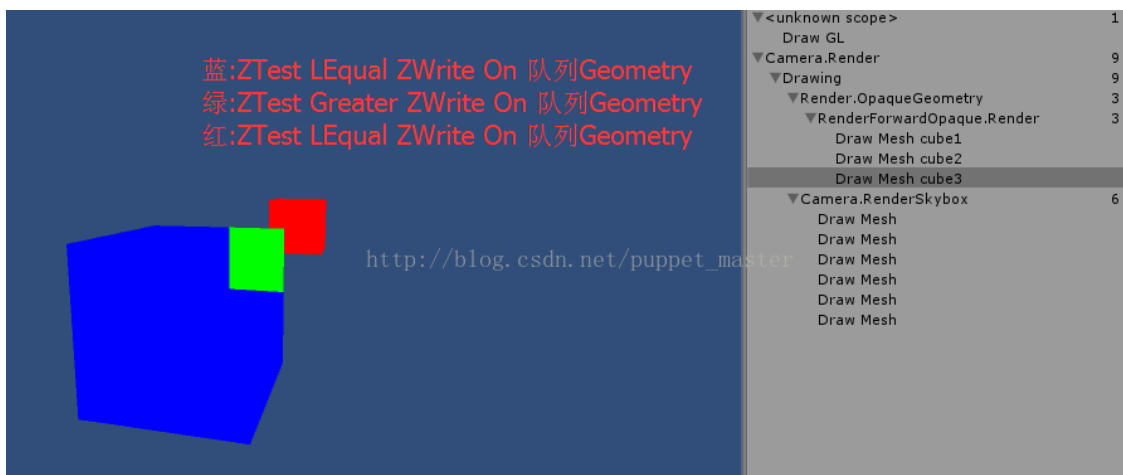 蓝:ZTest LEqual ZWrite On 队列Geometry
绿:ZTest Greater ZWrite On 队列Geometry
红:ZTest LEqual ZWrite On 队列Geometry
http://blog.csdn.net/puppet_master
<unknown scope> 1
Draw GL
Camera.Render 9
Drawing 9
Render.OpaqueGeometry 3
RenderForwardOpaque.Render 3
Draw Mesh cube1
Draw Mesh cube2
Draw Mesh cube3
Camera.RenderSkybox 6
Draw Mesh
Draw Mesh
Draw Mesh
Draw Mesh
Draw Mesh
Draw Mesh